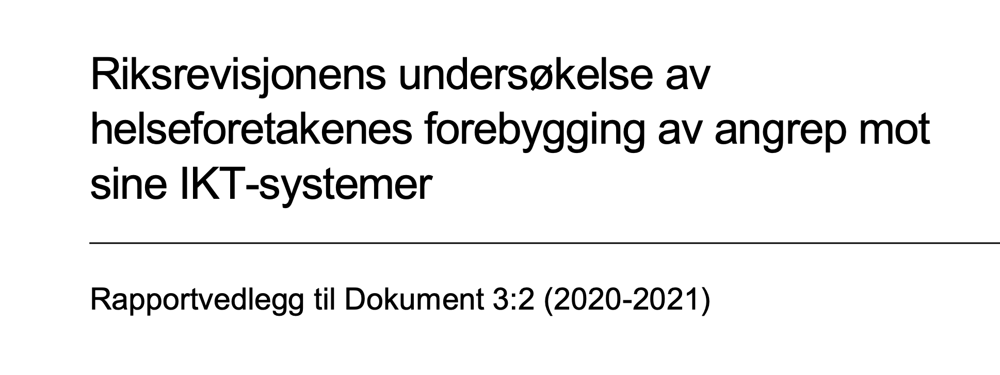 Riksrevisjonens undersøkelse av
helseforetakenes forebygging av angrep mot
sine IKT-systemer
Rapportvedlegg til Dokument 3:2 (2020-2021)